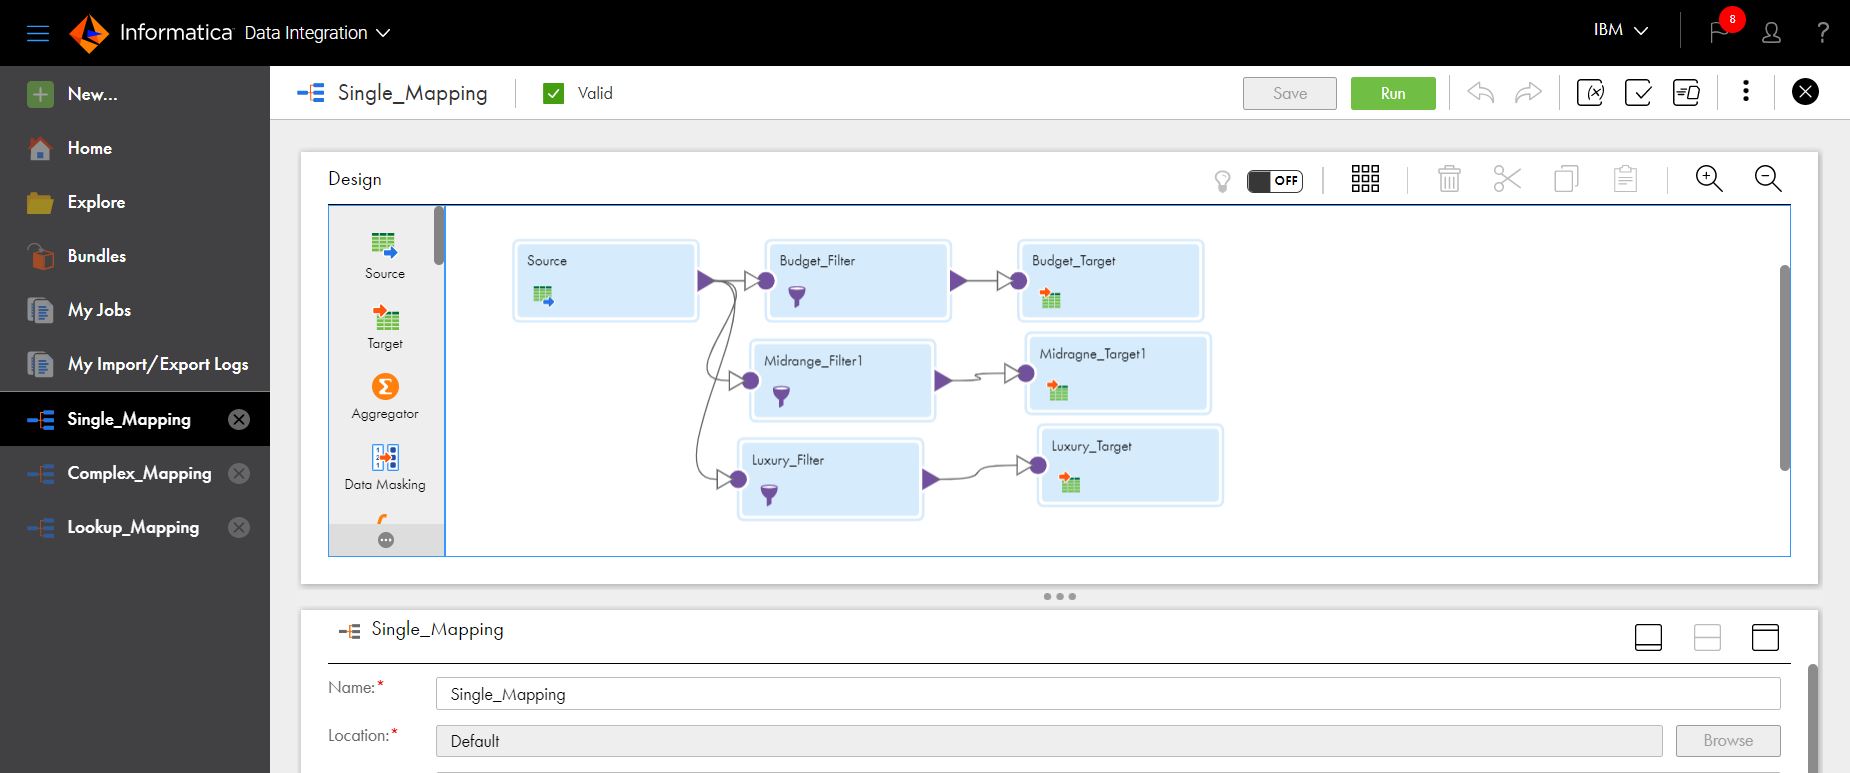 Informatica Data Integration
IBM
8
?
New...
Home
Explore
Bundles
My Jobs
My Import/Export Logs
Single_Mapping
Complex_Mapping
Lookup_Mapping
Single_Mapping
Valid
Save
Run
(x)
Design
OFF
Source
Target
Aggregator
Data Masking
Source
Budget_Filter
Budget_Target
Midrange_Filter1
Midragne_Target1
Luxury_Filter
Luxury_Target
Single_Mapping
Name:*
Single_Mapping
Location:*
Default
Browse